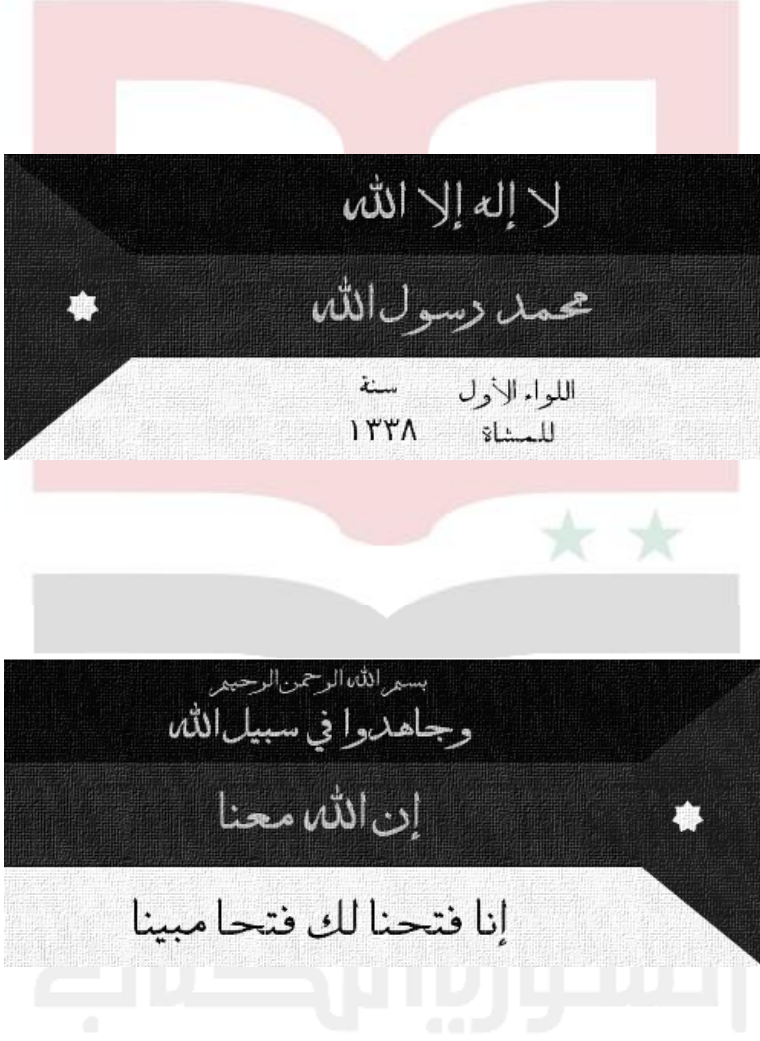 لا إله إلا الله
محمد رسول الله
اللواء الأول سنة
للمشاة ١٣٣٨
بسم الله الرحمن الرحيم
وجاهدوا في سبيل الله
إن الله معنا
إنا فتحنا لك فتحا مبينا